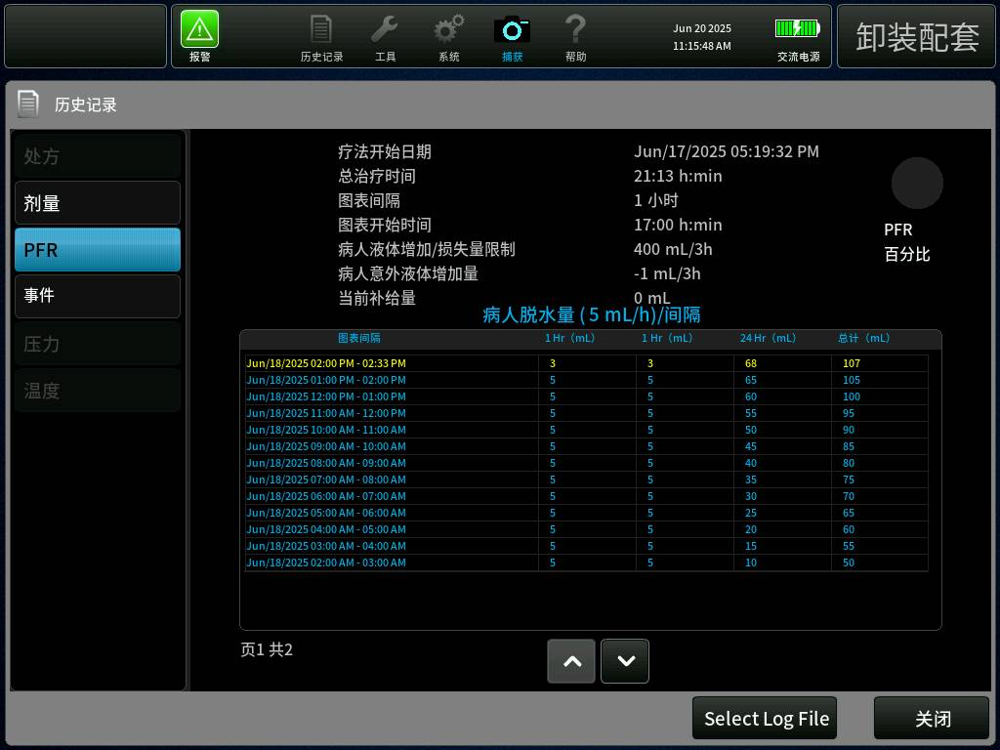 报警
历史记录
工具
系统
捕获
帮助
Jun 20 2025
11:15:48 AM
交流电源
卸装配套
历史记录
处方
剂量
PFR
事件
压力
温度
疗法开始日期 Jun/17/2025 05:19:32 PM
总治疗时间 21:13 h:min
图表间隔 1 小时
图表开始时间 17:00 h:min
病人液体增加/损失量限制 400 mL/3h
病人意外液体增加量 -1 mL/3h
当前补给量 0 mL
PFR
百分比
病人脱水量 ( 5 mL/h)/间隔
图表间隔 1 Hr（mL） 1 Hr（mL） 24 Hr（mL） 总计（mL）
Jun/18/2025 02:00 PM - 02:33 PM 3 3 68 107
Jun/18/2025 01:00 PM - 02:00 PM 5 5 65 105
Jun/18/2025 12:00 PM - 01:00 PM 5 5 60 100
Jun/18/2025 11:00 AM - 12:00 PM 5 5 55 95
Jun/18/2025 10:00 AM - 11:00 AM 5 5 50 90
Jun/18/2025 09:00 AM - 10:00 AM 5 5 45 85
Jun/18/2025 08:00 AM - 09:00 AM 5 5 40 80
Jun/18/2025 07:00 AM - 08:00 AM 5 5 35 75
Jun/18/2025 06:00 AM - 07:00 AM 5 5 30 70
Jun/18/2025 05:00 AM - 06:00 AM 5 5 25 65
Jun/18/2025 04:00 AM - 05:00 AM 5 5 20 60
Jun/18/2025 03:00 AM - 04:00 AM 5 5 15 55
Jun/18/2025 02:00 AM - 03:00 AM 5 5 10 50
页1 共2
Select Log File
关闭